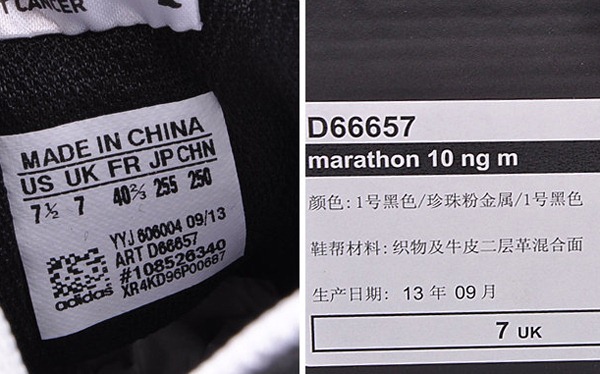 T CANCER
MADE IN CHINA
US UK FR JP CHN
7½ 7 40⅔ 255 250
YYJ 606004 09/13
ART D66657
#108526340
XR4KD96P00687
adidas
D66657
marathon 10 ng m
颜色: 1号黑色/珍珠粉金属/1号黑色
鞋帮材料: 织物及牛皮二层革混合面
生产日期: 13 年 09 月
7 UK